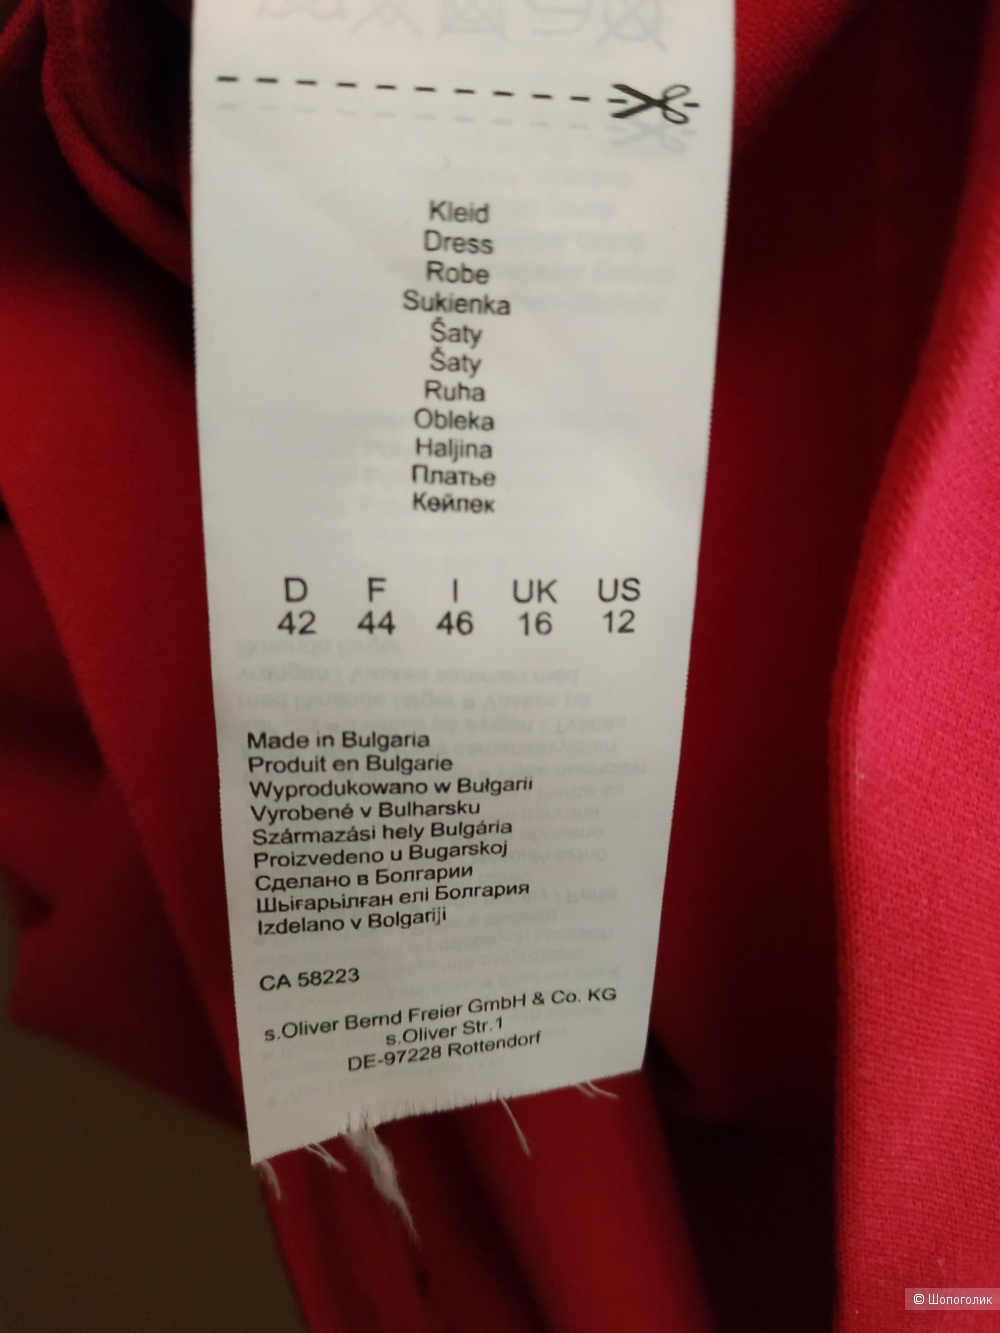 Kleid
Dress
Robe
Sukienka
Šaty
Šaty
Ruha
Obleka
Haljina
Платье
Көйлек
D F I UK US
42 44 46 16 12
Made in Bulgaria
Produit en Bulgarie
Wyprodukowano w Bułgarii
Vyrobené v Bulharsku
Származási hely Bulgária
Proizvedeno u Bugarskoj
Сделано в Болгарии
Шығарылған елі Болгария
Izdelano v Bolgariji
CA 58223
s.Oliver Bernd Freier GmbH & Co. KG
s.Oliver Str.1
DE-97228 Rottendorf
© Шопоголик